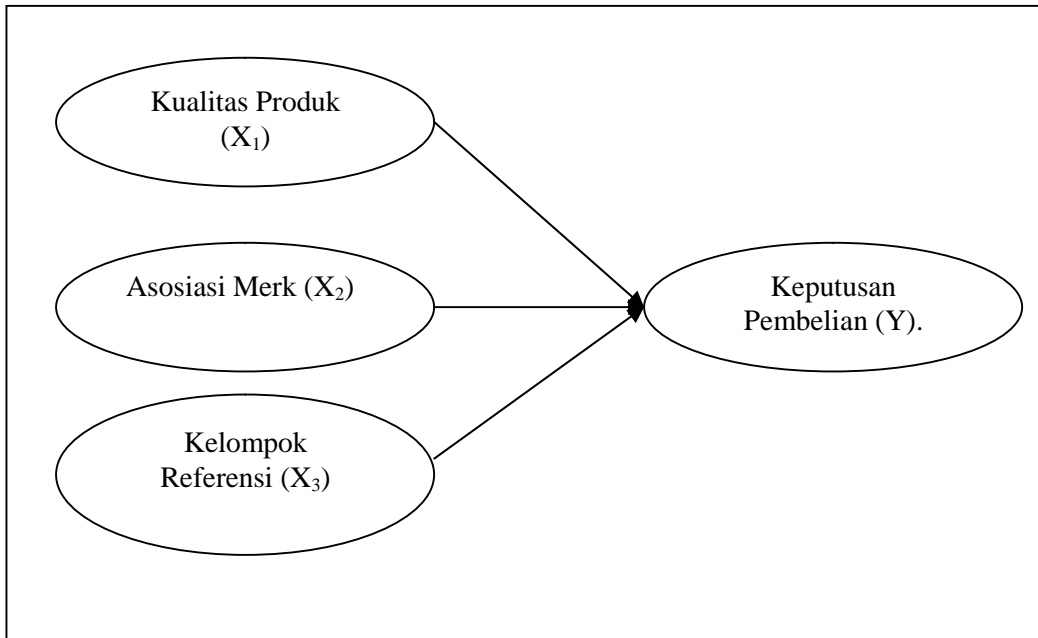 Kualitas Produk
(X₁)
Asosiasi Merk (X₂)
Kelompok
Referensi (X₃)
Keputusan
Pembelian (Y).